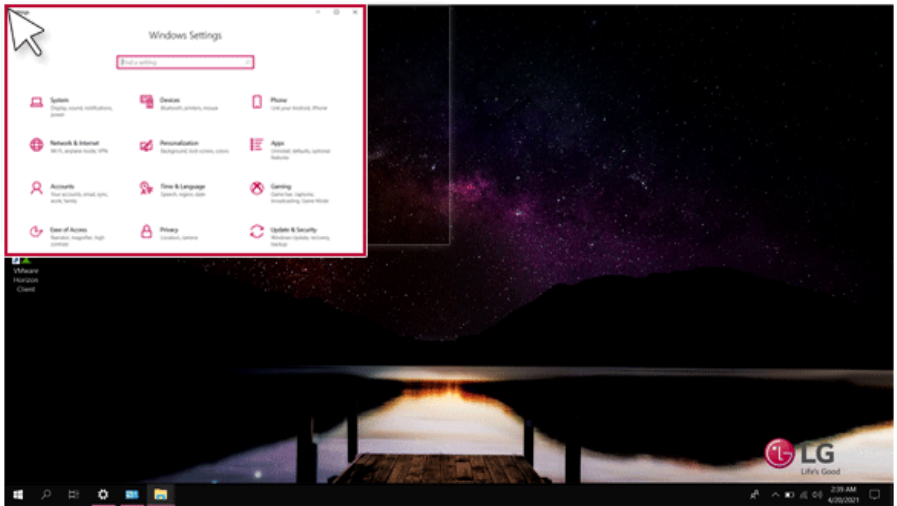 Windows Settings
Find a setting
System
Display, sound, notifications,
power
Devices
Bluetooth, printers, mouse
Phone
Link your Android, iPhone
Network & Internet
Wi-Fi, airplane mode, VPN
Personalization
Background, lock screen, colors
Apps
Uninstall, defaults, optional
features
Accounts
Your accounts, email, sync,
work, family
Time & Language
Speech, region, date
Gaming
Game bar, captures,
broadcasting, Game Mode
Ease of Access
Narrator, magnifier, high
contrast
Privacy
Location, camera
Update & Security
Windows Update, recovery,
backup
VMware
Horizon
Client
LG
Life's Good
2:39 AM
4/20/2021